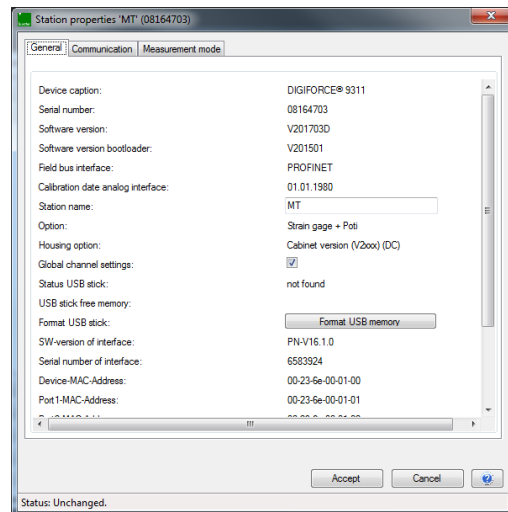 Station properties 'MT' (08164703)
General Communication Measurement mode
Device caption: DIGIFORCE® 9311
Serial number: 08164703
Software version: V201703D
Software version bootloader: V201501
Field bus interface: PROFINET
Calibration date analog interface: 01.01.1980
Station name: MT
Option: Strain gage + Poti
Housing option: Cabinet version (V2xxx) (DC)
Global channel settings:
Status USB stick: not found
USB stick free memory:
Format USB stick: Format USB memory
SW-version of interface: PN-V16.1.0
Serial number of interface: 6583924
Device-MAC-Address: 00-23-6e-00-01-00
Port1-MAC-Address: 00-23-6e-00-01-01
Accept Cancel
Status: Unchanged.